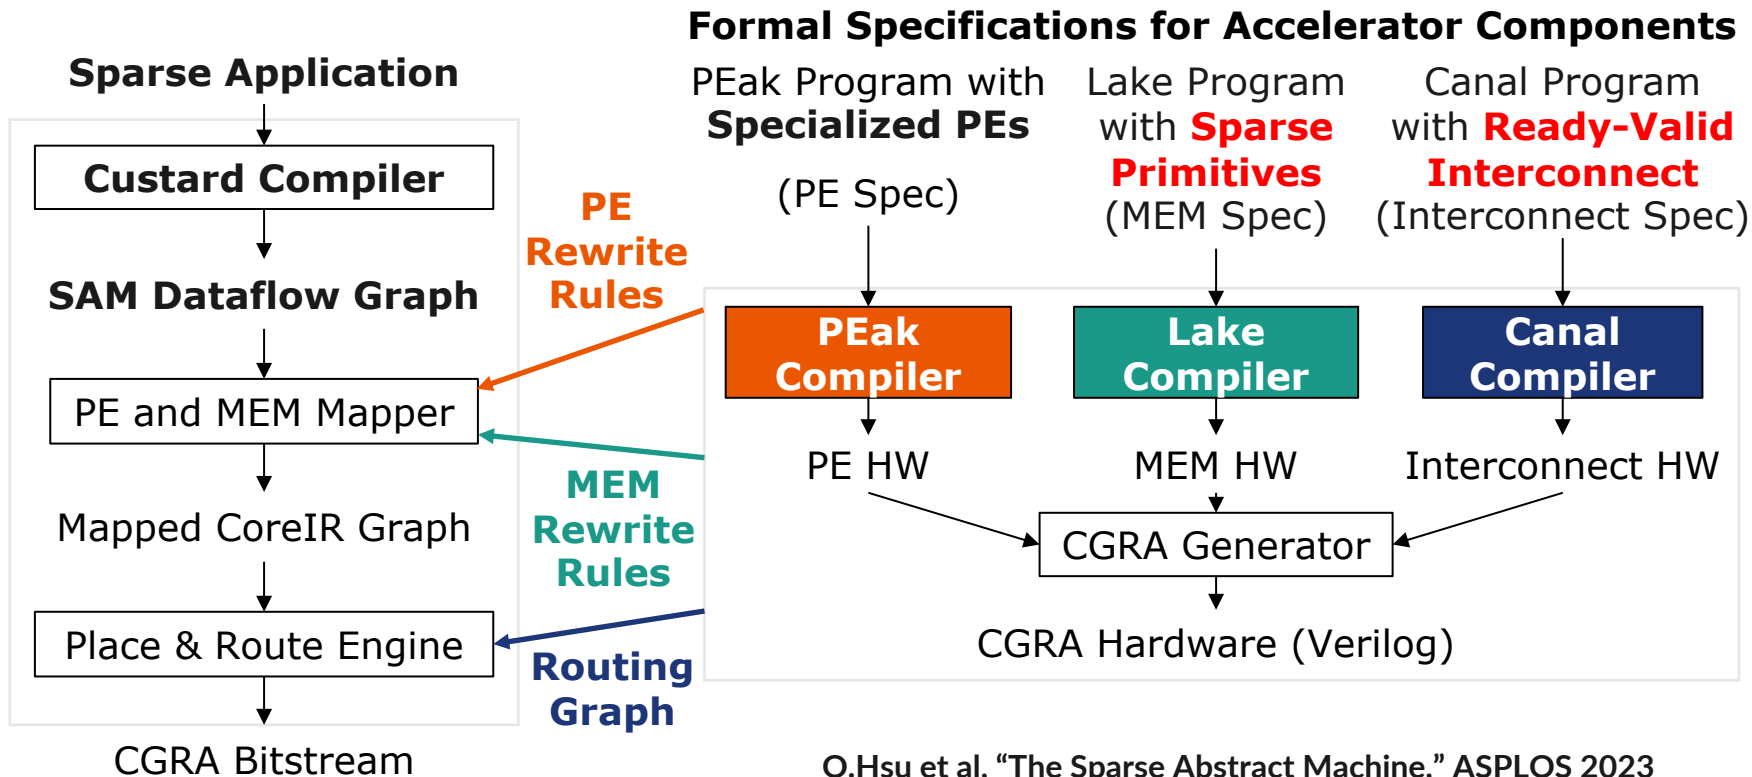 Formal Specifications for Accelerator Components
Sparse Application
Custard Compiler
SAM Dataflow Graph
PE and MEM Mapper
Mapped CoreIR Graph
Place & Route Engine
CGRA Bitstream
PE
Rewrite
Rules
MEM
Rewrite
Rules
Routing
Graph
PEak Program with
Specialized PEs
(PE Spec)
Lake Program
with Sparse
Primitives
(MEM Spec)
Canal Program
with Ready-Valid
Interconnect
(Interconnect Spec)
PEak
Compiler
Lake
Compiler
Canal
Compiler
PE HW
MEM HW
Interconnect HW
CGRA Generator
CGRA Hardware (Verilog)
O.Hsu et al. “The Sparse Abstract Machine,” ASPLOS 2023